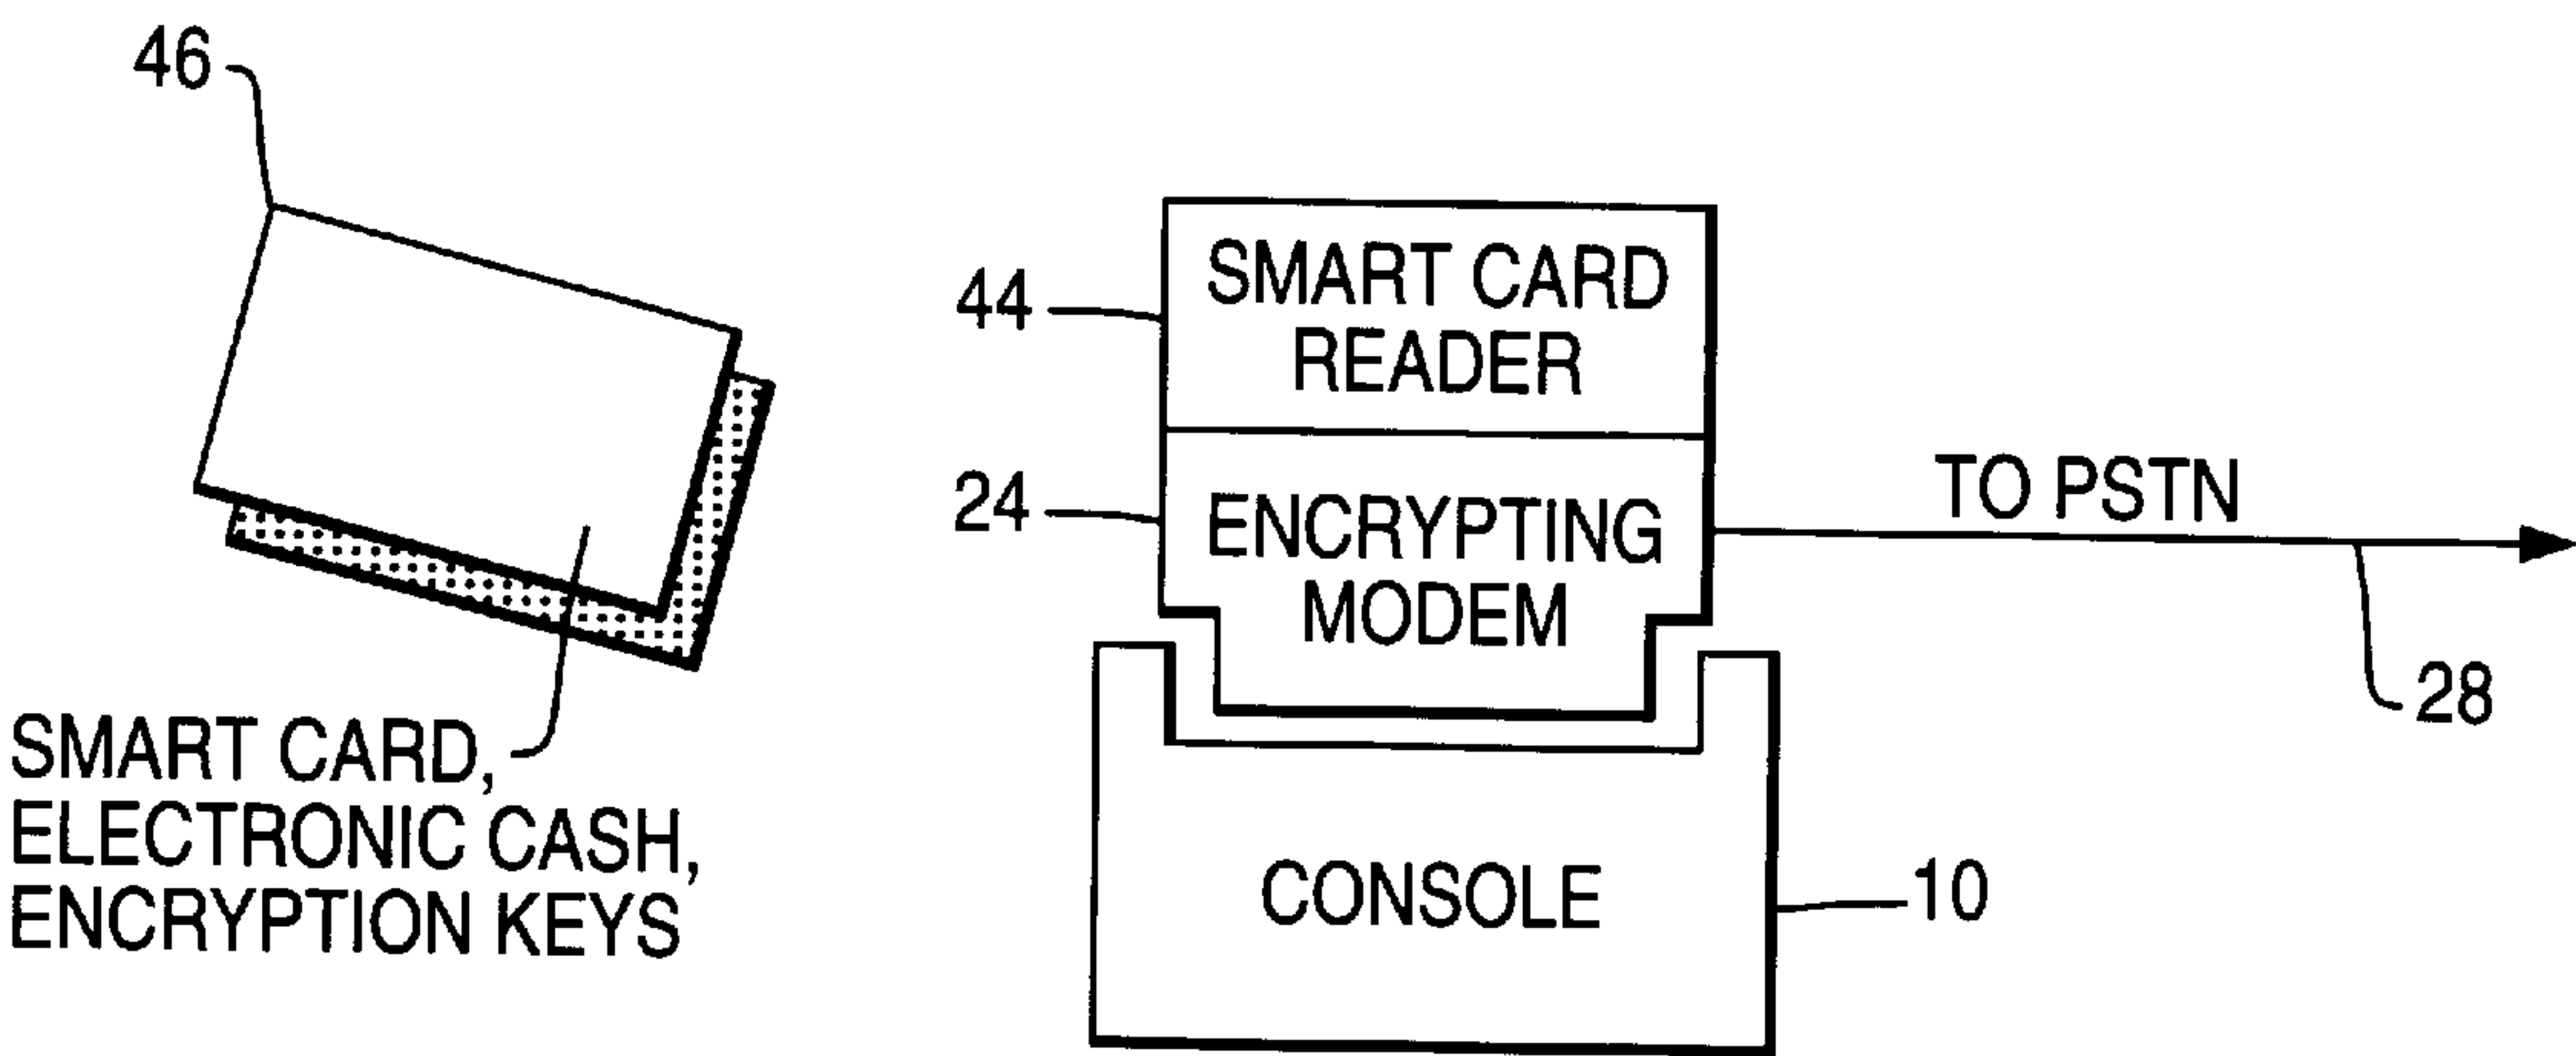 46
SMART CARD
READER
44
24
ENCRYPTING
MODEM
TO PSTN
28
SMART CARD,
ELECTRONIC CASH,
ENCRYPTION KEYS
CONSOLE
10